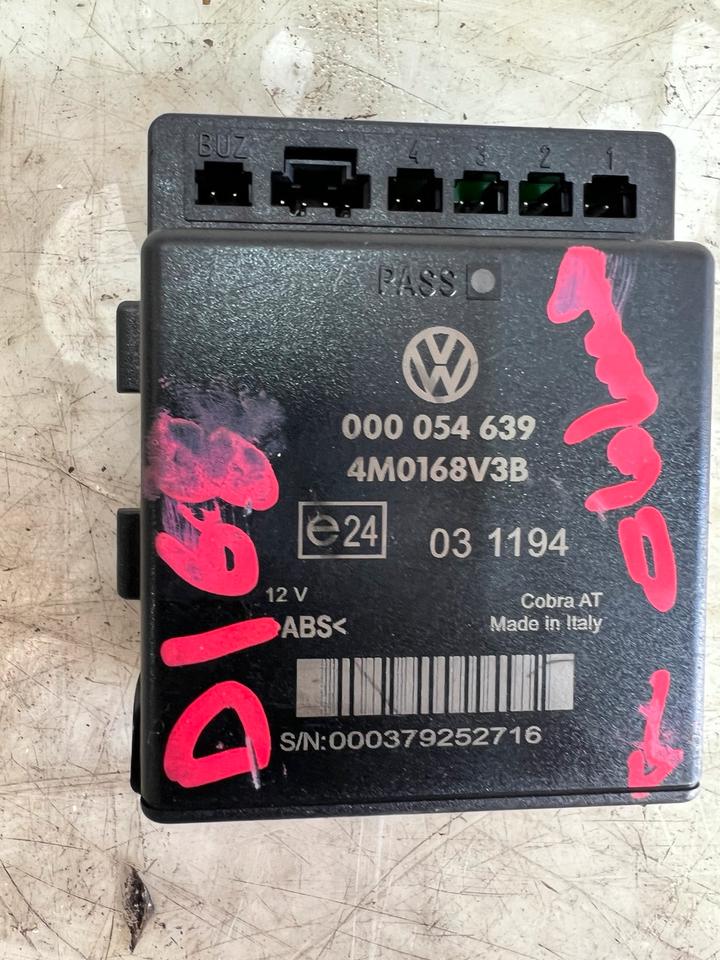 BUZ 4 3 2 1
PASS
VW
000 054 639
4M0168V3B
e24 03 1194
12 V Cobra AT
ABS< Made in Italy
S/N:000379252716